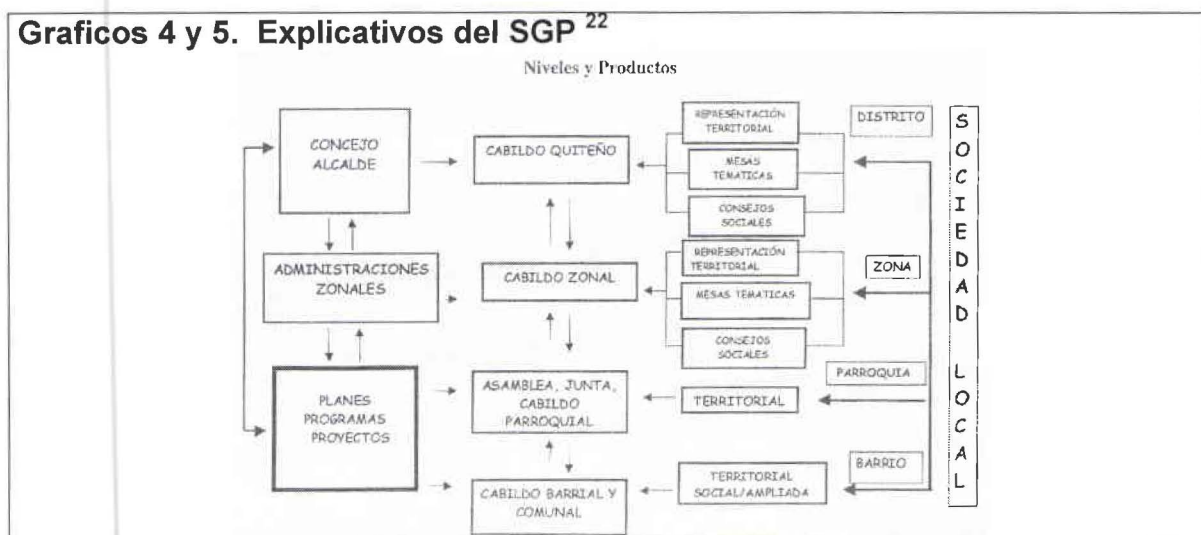 Graficos 4 y 5. Explicativos del SGP 22
Niveles y Productos
CONCEJO
ALCALDE
ADMINISTRACIONES
ZONALES
PLANES
PROGRAMAS
PROYECTOS
CABILDO QUITEÑO
CABILDO ZONAL
ASAMBLEA, JUNTA,
CABILDO
PARROQUIAL
CABILDO BARRIAL Y
COMUNAL
REPRESENTACIÓN
TERRITORIAL
MESAS
TEMATICAS
CONSEJOS
SOCIALES
REPRESENTACIÓN
TERRITORIAL
MESAS TEMATICAS
CONSEJOS
SOCIALES
TERRITORIAL
TERRITORIAL
SOCIAL/AMPLIADA
DISTRITO
ZONA
PARROQUIA
BARRIO
SOCIEDAD LOCAL